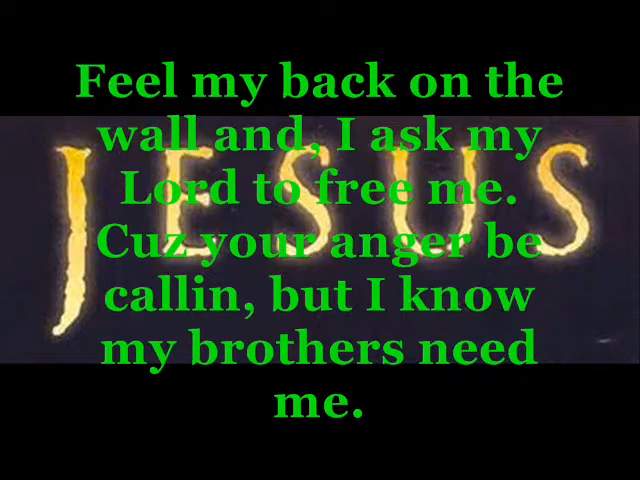 Feel my back on the
wall and, I ask my
Lord to free me.
Cuz your anger be
callin, but I know
my brothers need
me.
JESUS